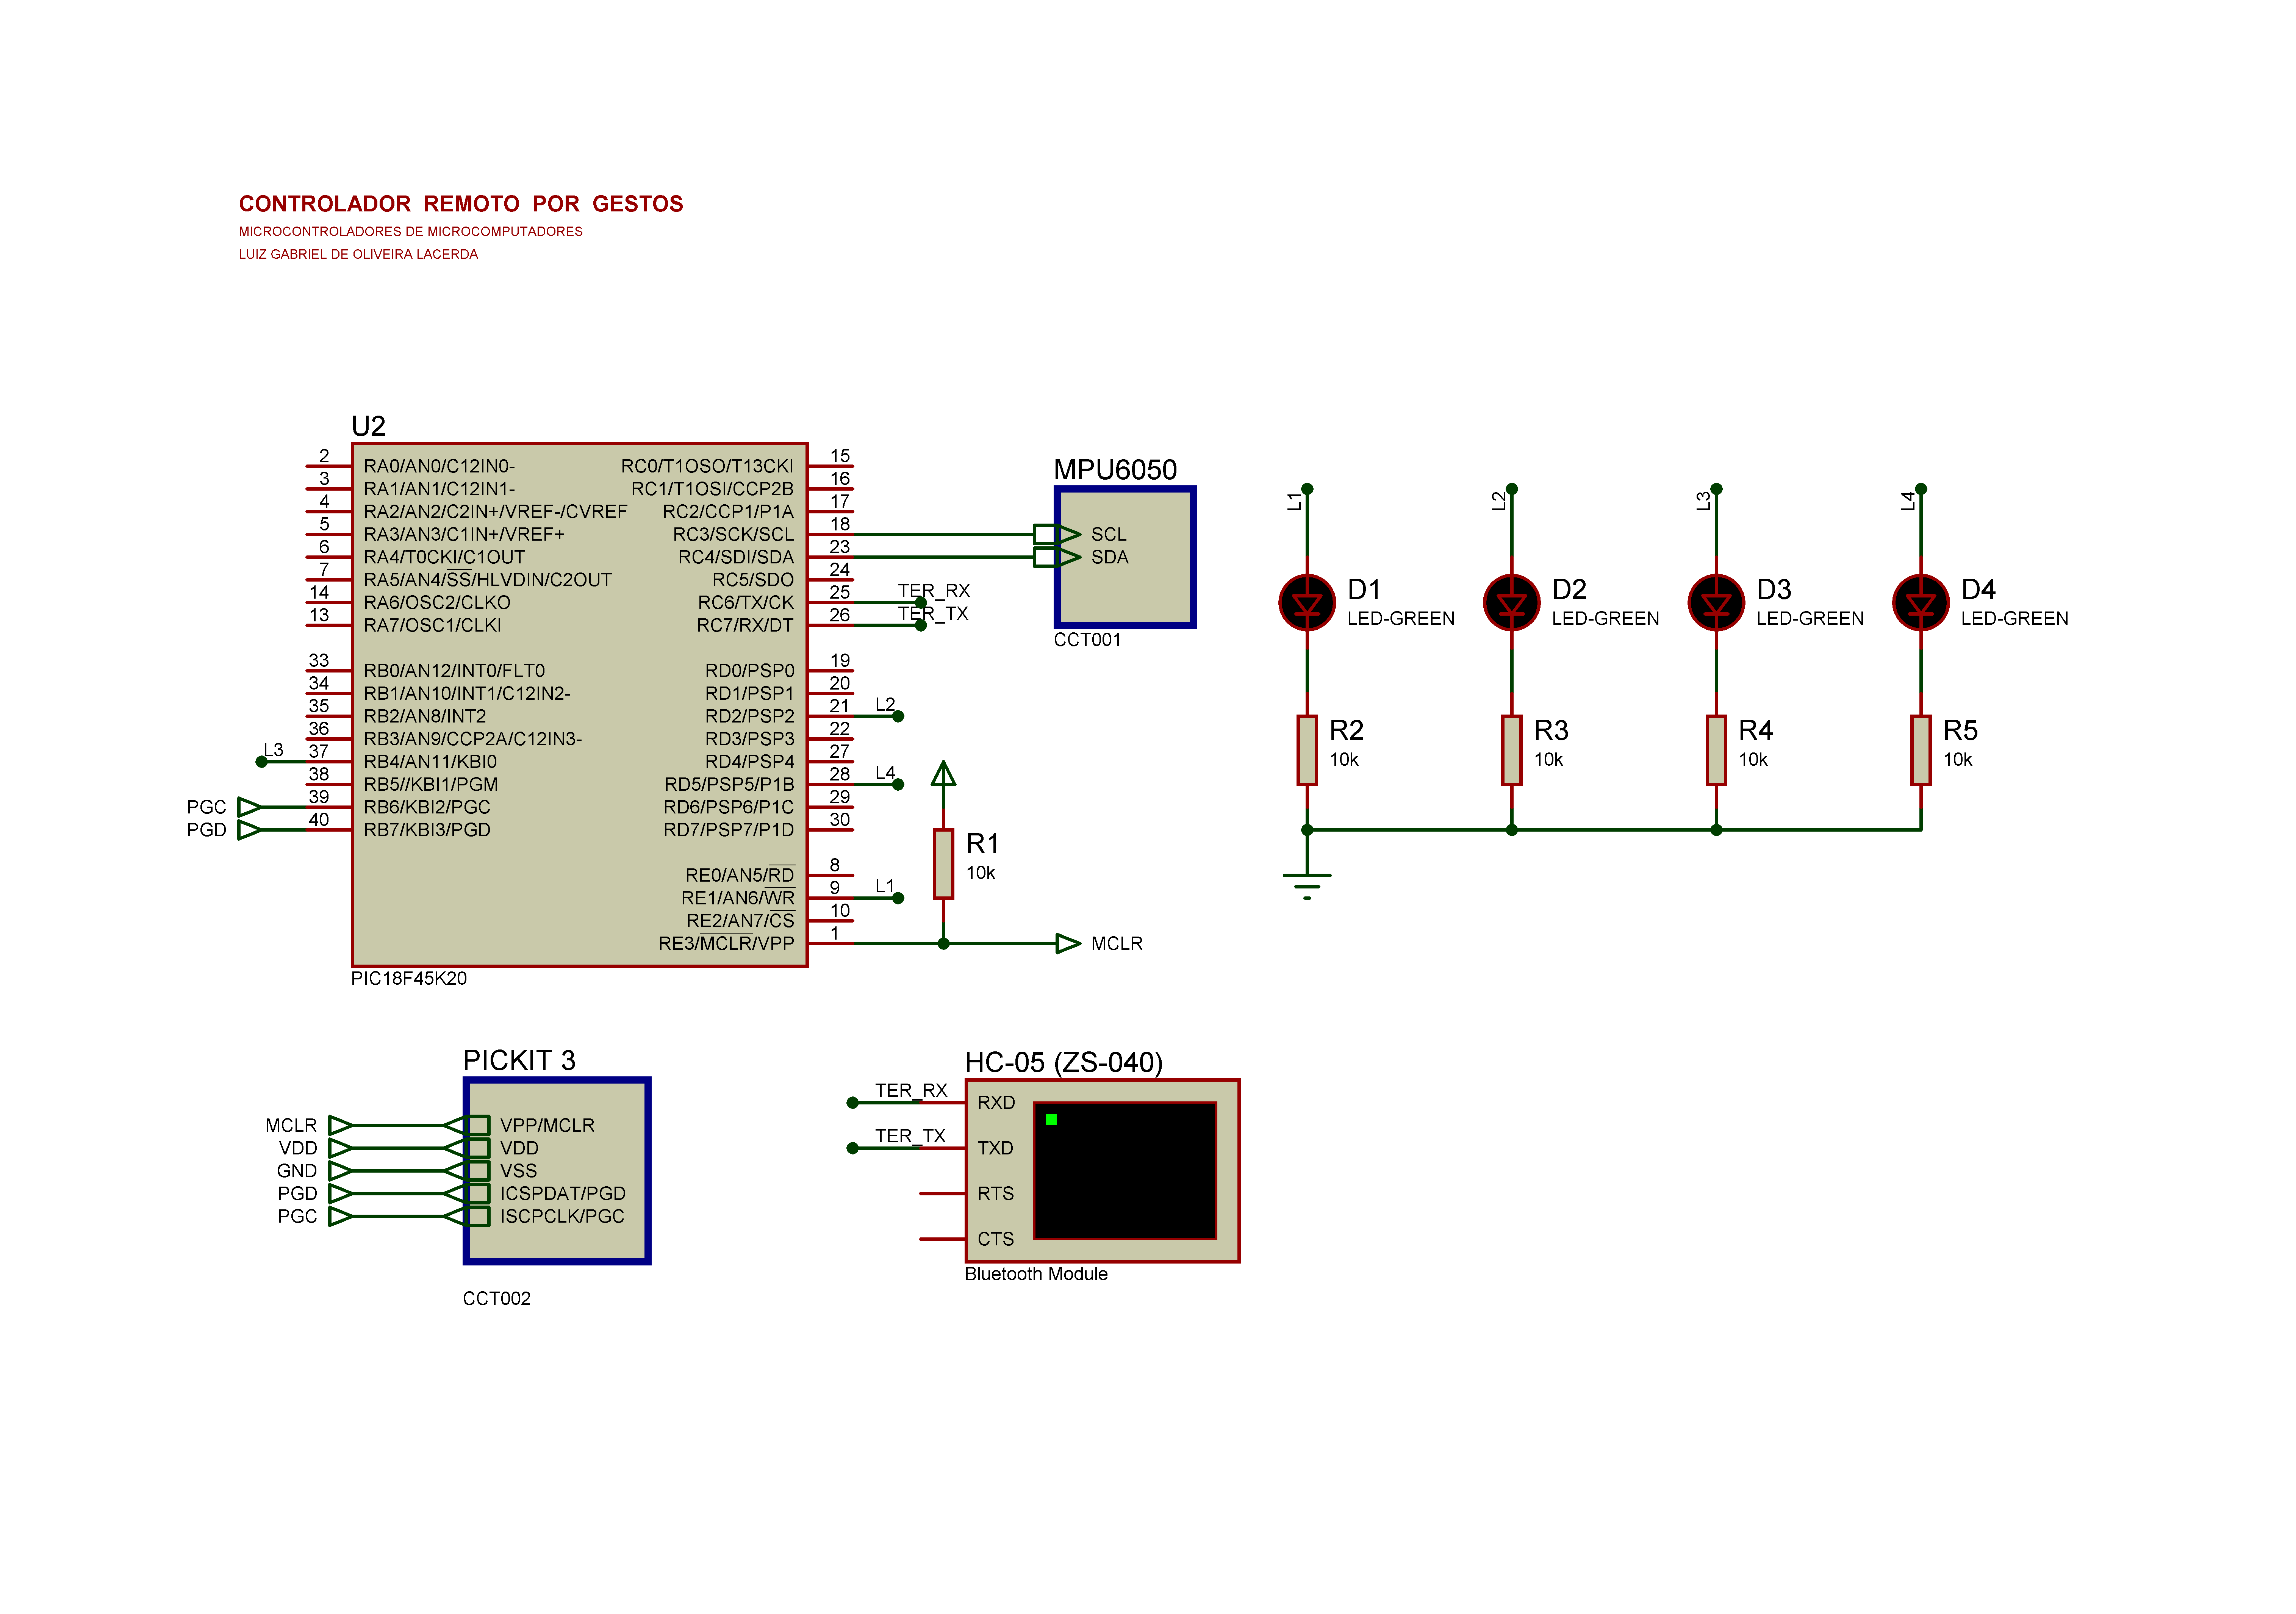 CONTROLADOR REMOTO POR GESTOS
MICROCONTROLADORES DE MICROCOMPUTADORES
LUIZ GABRIEL DE OLIVEIRA LACERDA
U2
2 RA0/AN0/C12IN0- RC0/T1OSO/T13CKI 15
3 RA1/AN1/C12IN1- RC1/T1OSI/CCP2B 16
4 RA2/AN2/C2IN+/VREF-/CVREF RC2/CCP1/P1A 17
5 RA3/AN3/C1IN+/VREF+ RC3/SCK/SCL 18
6 RA4/T0CKI/C1OUT RC4/SDI/SDA 23
7 RA5/AN4/SS/HLVDIN/C2OUT RC5/SDO 24
14 RA6/OSC2/CLKO RC6/TX/CK 25 TER_RX
13 RA7/OSC1/CLKI RC7/RX/DT 26 TER_TX
33 RB0/AN12/INT0/FLT0 RD0/PSP0 19
34 RB1/AN10/INT1/C12IN2- RD1/PSP1 20
35 RB2/AN8/INT2 RD2/PSP2 21 L2
36 RB3/AN9/CCP2A/C12IN3- RD3/PSP3 22
L3 37 RB4/AN11/KBI0 RD4/PSP4 27
38 RB5//KBI1/PGM RD5/PSP5/P1B 28 L4
PGC 39 RB6/KBI2/PGC RD6/PSP6/P1C 29
PGD 40 RB7/KBI3/PGD RD7/PSP7/P1D 30
RE0/AN5/RD 8
RE1/AN6/WR 9 L1
RE2/AN7/CS 10
RE3/MCLR/VPP 1 MCLR
PIC18F45K20
R1
10k
MPU6050
SCL
SDA
CCT001
L1 L2 L3 L4
D1 D2 D3 D4
LED-GREEN LED-GREEN LED-GREEN LED-GREEN
R2 R3 R4 R5
10k 10k 10k 10k
PICKIT 3
MCLR VPP/MCLR
VDD VDD
GND VSS
PGD ICSPDAT/PGD
PGC ISCPCLK/PGC
CCT002
HC-05 (ZS-040)
TER_RX RXD
TER_TX TXD
RTS
CTS
Bluetooth Module